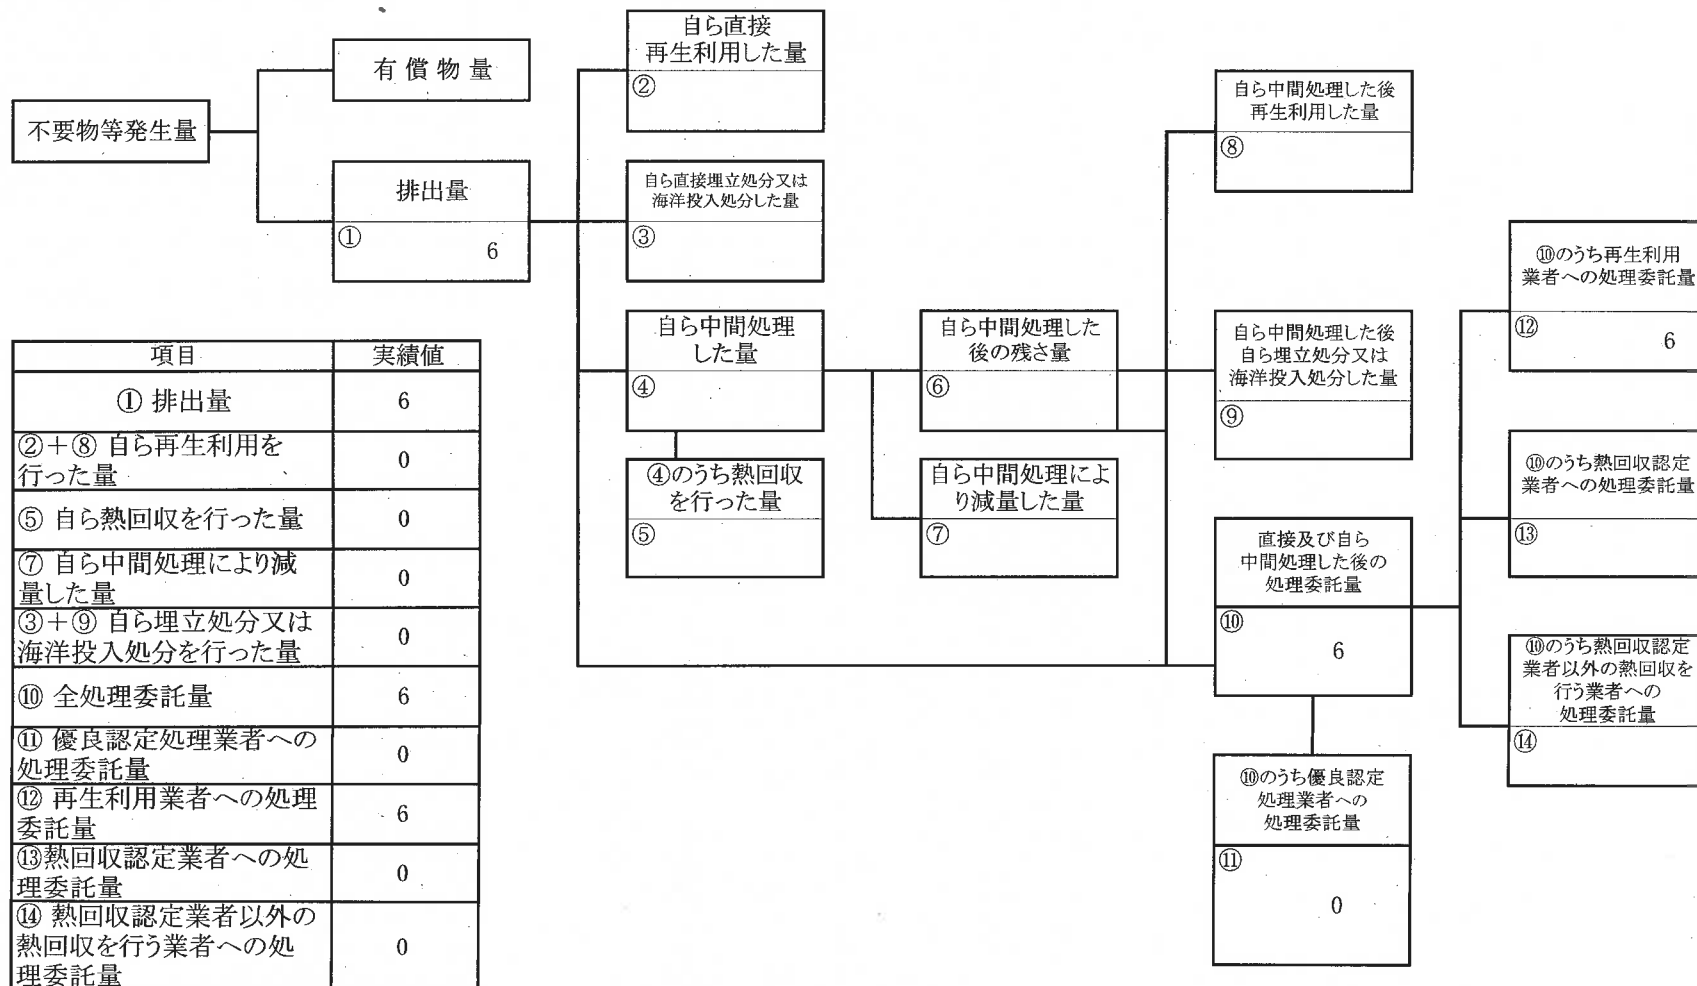 不要物等発生量
有償物量
排出量
①
6
自ら直接
再生利用した量
②
自ら直接埋立処分又は
海洋投入処分した量
③
自ら中間処理
した量
④
④のうち熱回収
を行った量
⑤
自ら中間処理した
後の残さ量
⑥
自ら中間処理によ
り減量した量
⑦
自ら中間処理した後
再生利用した量
⑧
自ら中間処理した後
自ら埋立処分又は
海洋投入処分した量
⑨
直接及び自ら
中間処理した後の
処理委託量
⑩
6
⑩のうち優良認定
処理業者への
処理委託量
⑪
0
⑩のうち再生利用
業者への処理委託量
⑫
6
⑩のうち熱回収認定
業者への処理委託量
⑬
⑩のうち熱回収認定
業者以外の熱回収を
行う業者への
処理委託量
⑭
項目 実績値
① 排出量 6
②+⑧ 自ら再生利用を
行った量 0
⑤ 自ら熱回収を行った量 0
⑦ 自ら中間処理により減
量した量 0
③+⑨ 自ら埋立処分又は
海洋投入処分を行った量 0
⑩ 全処理委託量 6
⑪ 優良認定処理業者への
処理委託量 0
⑫ 再生利用業者への処理
委託量 6
⑬熱回収認定業者への処
理委託量 0
⑭ 熱回収認定業者以外の
熱回収を行う業者への処
理委託量 0